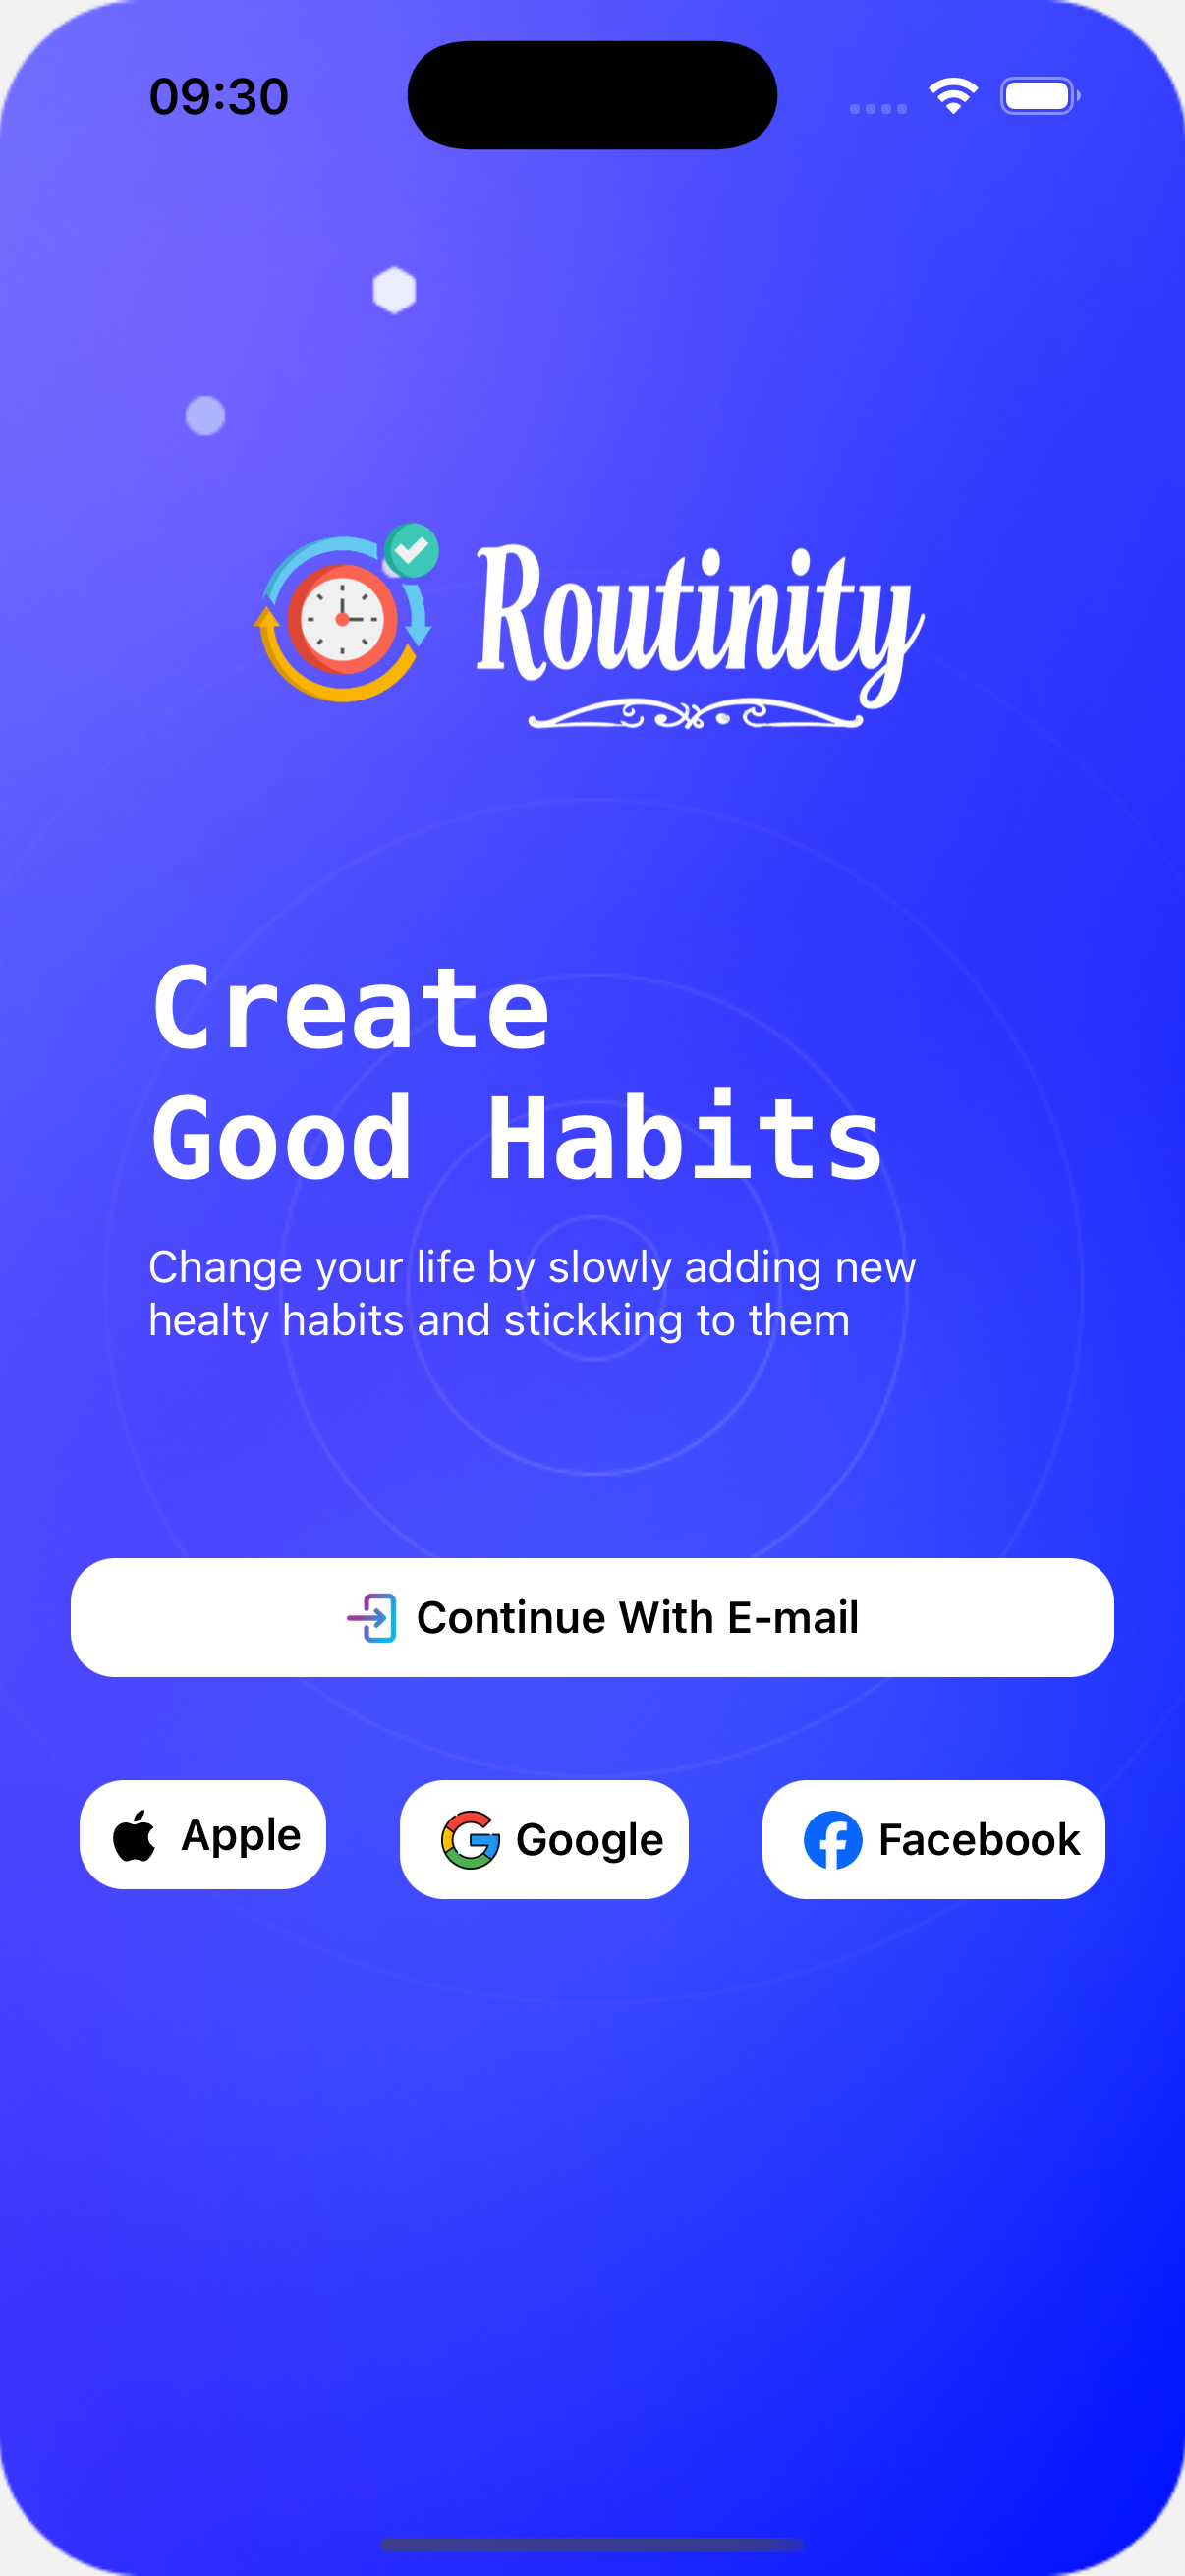 09:30
Routinity
Create
Good Habits
Change your life by slowly adding new
healty habits and stickking to them
Continue With E-mail
Apple
Google
Facebook